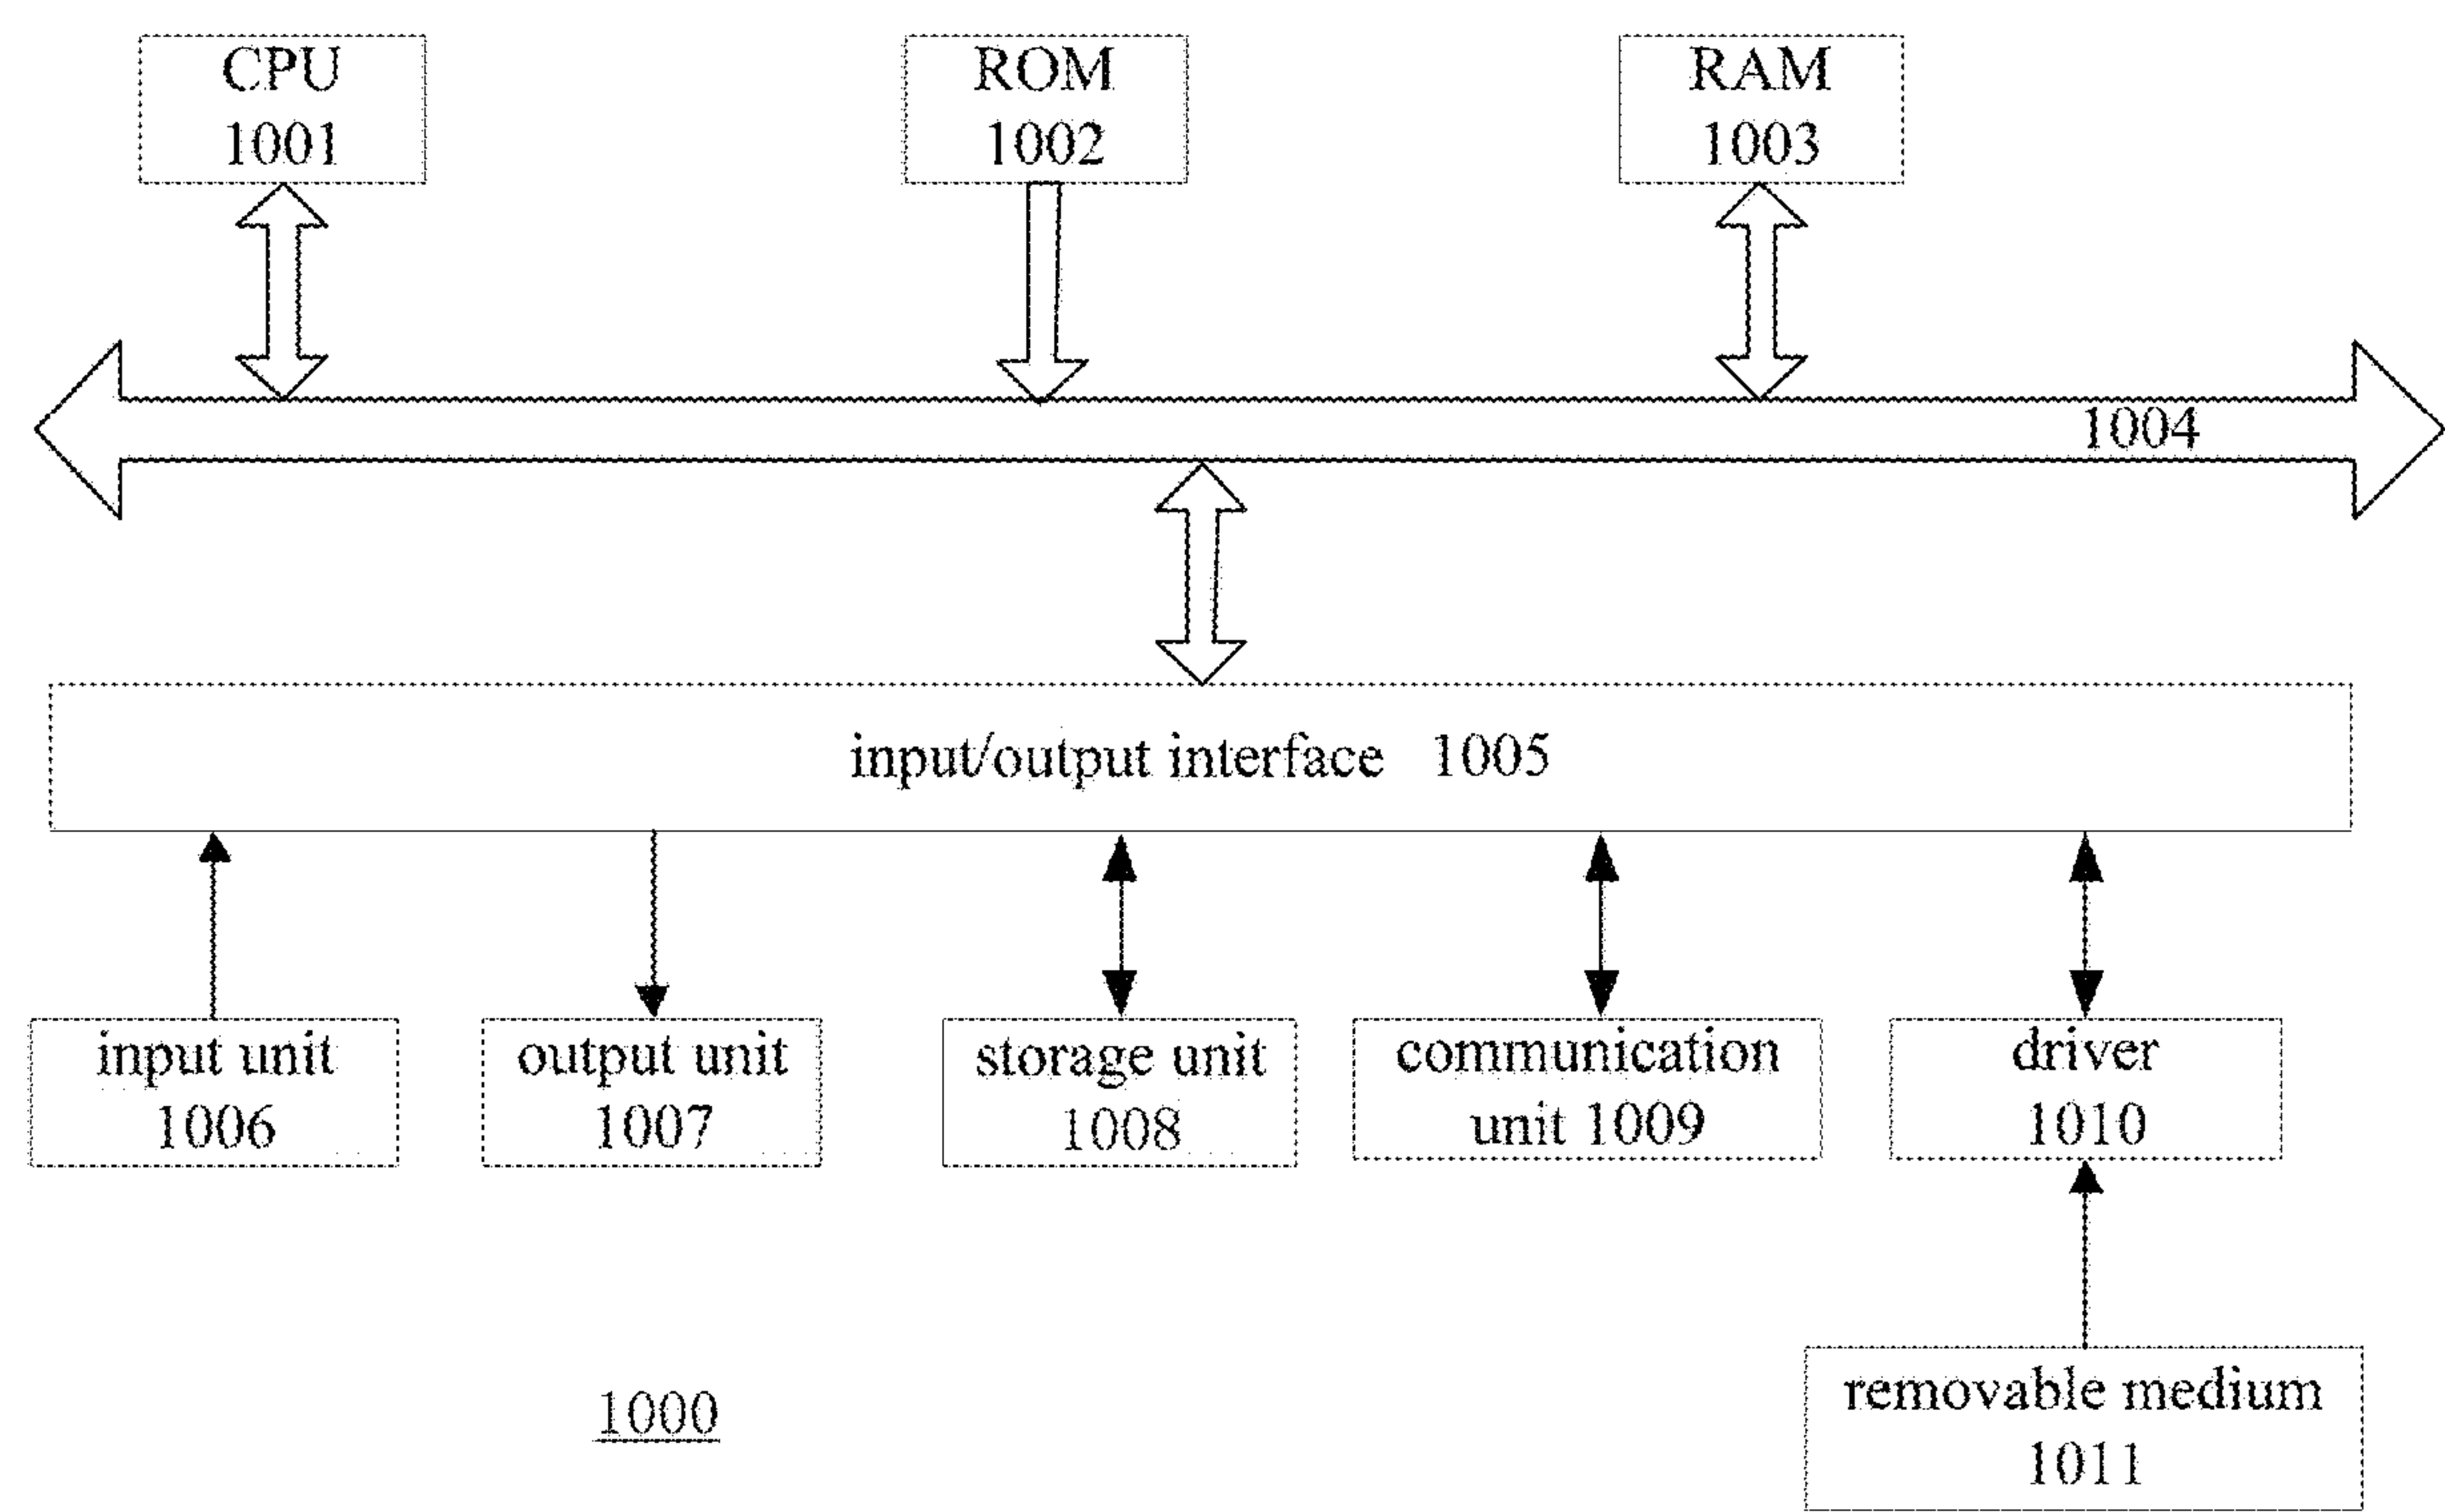 CPU
1001
ROM
1002
RAM
1003
1004
input/output interface 1005
input unit
1006
output unit
1007
storage unit
1008
communication
unit 1009
driver
1010
1000
removable medium
1011